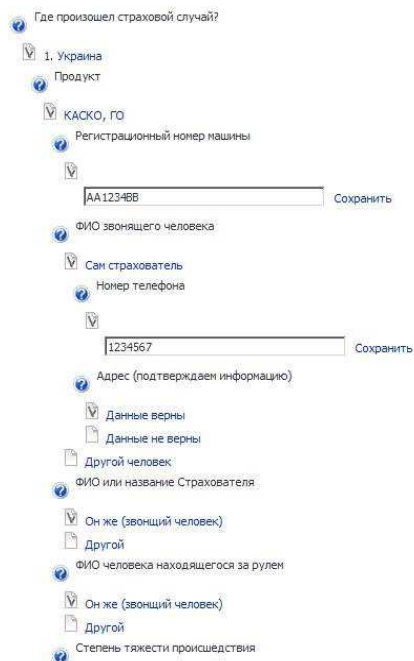 Где произошел страховой случай?
1. Украина
Продукт
КАСКО, ГО
Регистрационный номер машины
АА1234ВВ Сохранить
ФИО звонящего человека
Сам страхователь
Номер телефона
1234567 Сохранить
Адрес (подтверждаем информацию)
Данные верны
Данные не верны
Другой человек
ФИО или название Страхователя
Он же (звонщий человек)
Другой
ФИО человека находящегося за рулем
Он же (звонщий человек)
Другой
Степень тяжести происшедствия